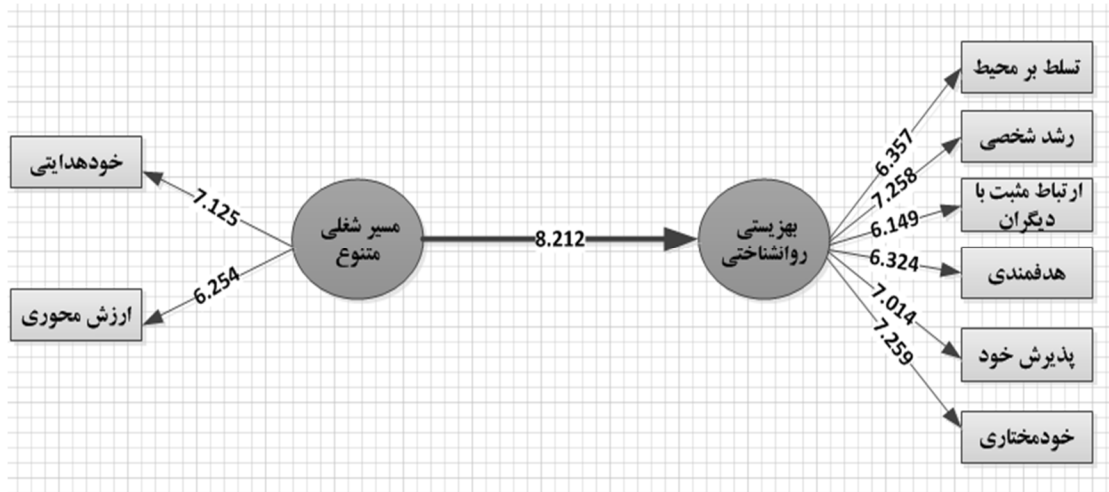 تسلط بر محیط
رشد شخصی
ارتباط مثبت با
دیگران
هدفمندی
پذیرش خود
خودمختاری
6.357
7.258
6.149
6.324
7.014
7.259
بهزیستی
روانشناختی
8.212
مسیر شغلی
متنوع
7.125
6.254
خودهدایتی
ارزش محوری